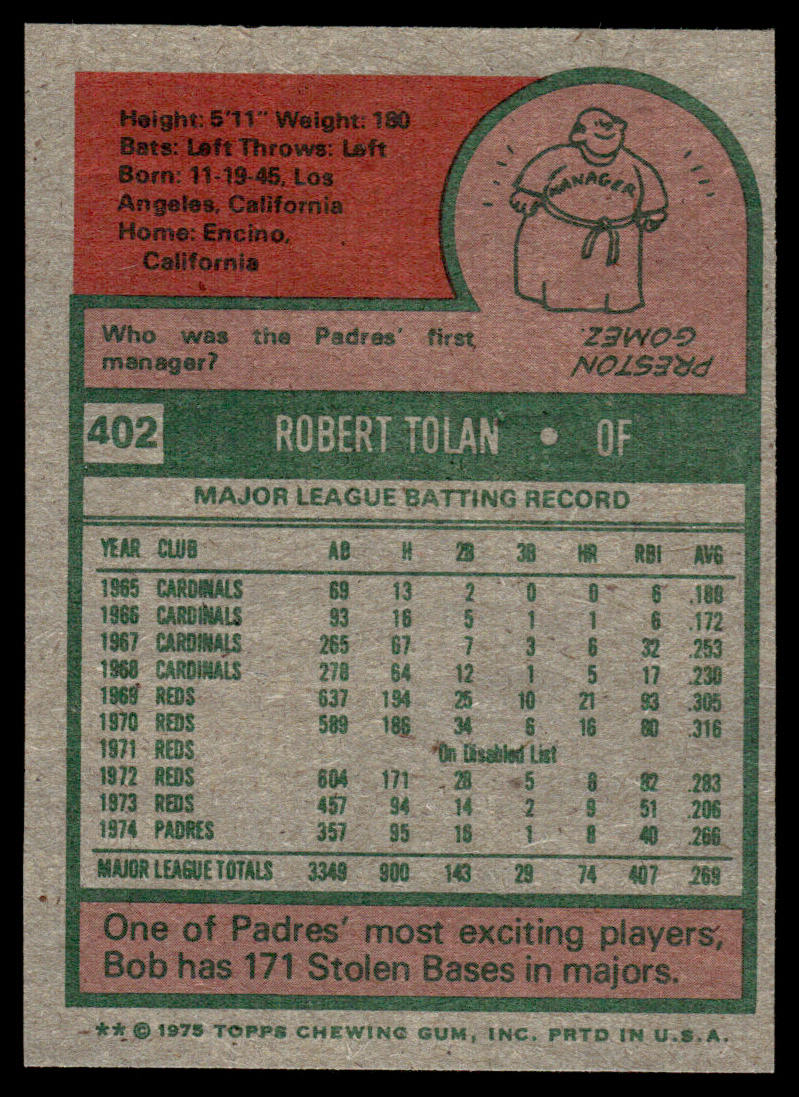 Height: 5'11" Weight: 180
Bats: Left Throws: Left
Born: 11-19-45, Los
Angeles, California
Home: Encino,
California
MANAGER
Who was the Padres' first
manager?
PRESTON
GOMEZ.
402 ROBERT TOLAN • OF
MAJOR LEAGUE BATTING RECORD
YEAR CLUB AB H 2B 3B HR RBI AVG
1965 CARDINALS 69 13 2 0 0 6 .188
1966 CARDINALS 93 16 5 1 1 6 .172
1967 CARDINALS 265 67 7 3 6 32 .253
1968 CARDINALS 278 64 12 1 5 17 .230
1969 REDS 637 194 25 10 21 93 .305
1970 REDS 589 186 34 6 16 80 .316
1971 REDS On Disabled List
1972 REDS 604 171 28 5 8 82 .283
1973 REDS 457 94 14 2 9 51 .206
1974 PADRES 357 95 16 1 8 40 .266
MAJOR LEAGUE TOTALS 3349 900 143 29 74 407 .269
One of Padres' most exciting players,
Bob has 171 Stolen Bases in majors.
** © 1975 TOPPS CHEWING GUM, INC. PRTD IN U.S.A.